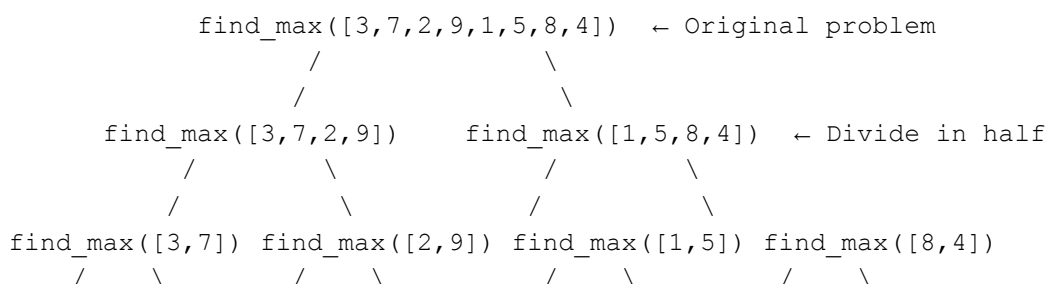 find_max([3,7,2,9,1,5,8,4]) ← Original problem
/ \
/ \
find_max([3,7,2,9]) find_max([1,5,8,4]) ← Divide in half
/ \ / \
/ \ / \
find_max([3,7]) find_max([2,9]) find_max([1,5]) find_max([8,4])
/ \ / \ / \ / \